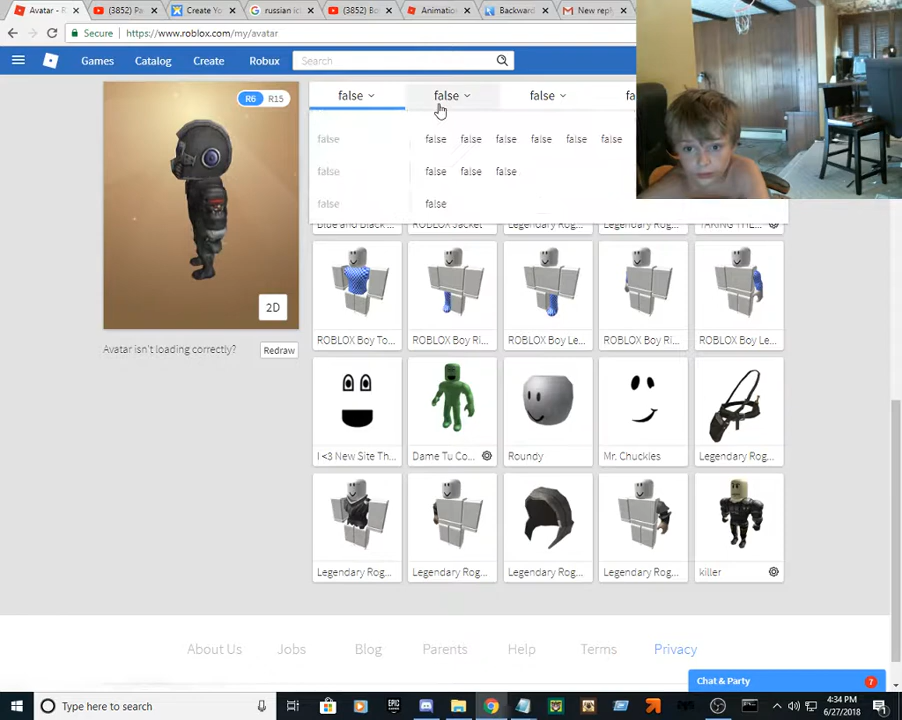 Avatar - R
(3852) Pa
Create Yo
russian ic
(3852) Bo
Animation
Backward
New reply
Secure
https://www.roblox.com/my/avatar
Games
Catalog
Create
Robux
Search
R6
R15
2D
Avatar isn't loading correctly?
Redraw
false
false
false
fa
false
false false false false false false
false
false false false
false
false
Blue and Black ...
ROBLOX Jacket
Legendary Rog...
Legendary Rog...
TAKING THE...
ROBLOX Boy To...
ROBLOX Boy Ri...
ROBLOX Boy Le...
ROBLOX Boy Ri...
ROBLOX Boy Le...
I <3 New Site Th...
Dame Tu Co...
Roundy
Mr. Chuckles
Legendary Rog...
Legendary Rog...
Legendary Rog...
Legendary Rog...
Legendary Rog...
killer
About Us
Jobs
Blog
Parents
Help
Terms
Privacy
Chat & Party
7
Type here to search
4:34 PM
6/27/2018